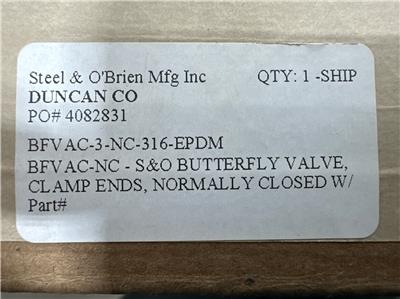 Steel & O'Brien Mfg Inc QTY: 1 -SHIP
DUNCAN CO
PO# 4082831
BFVAC-3-NC-316-EPDM
BFVAC-NC - S&O BUTTERFLY VALVE,
CLAMP ENDS, NORMALLY CLOSED W/
Part#